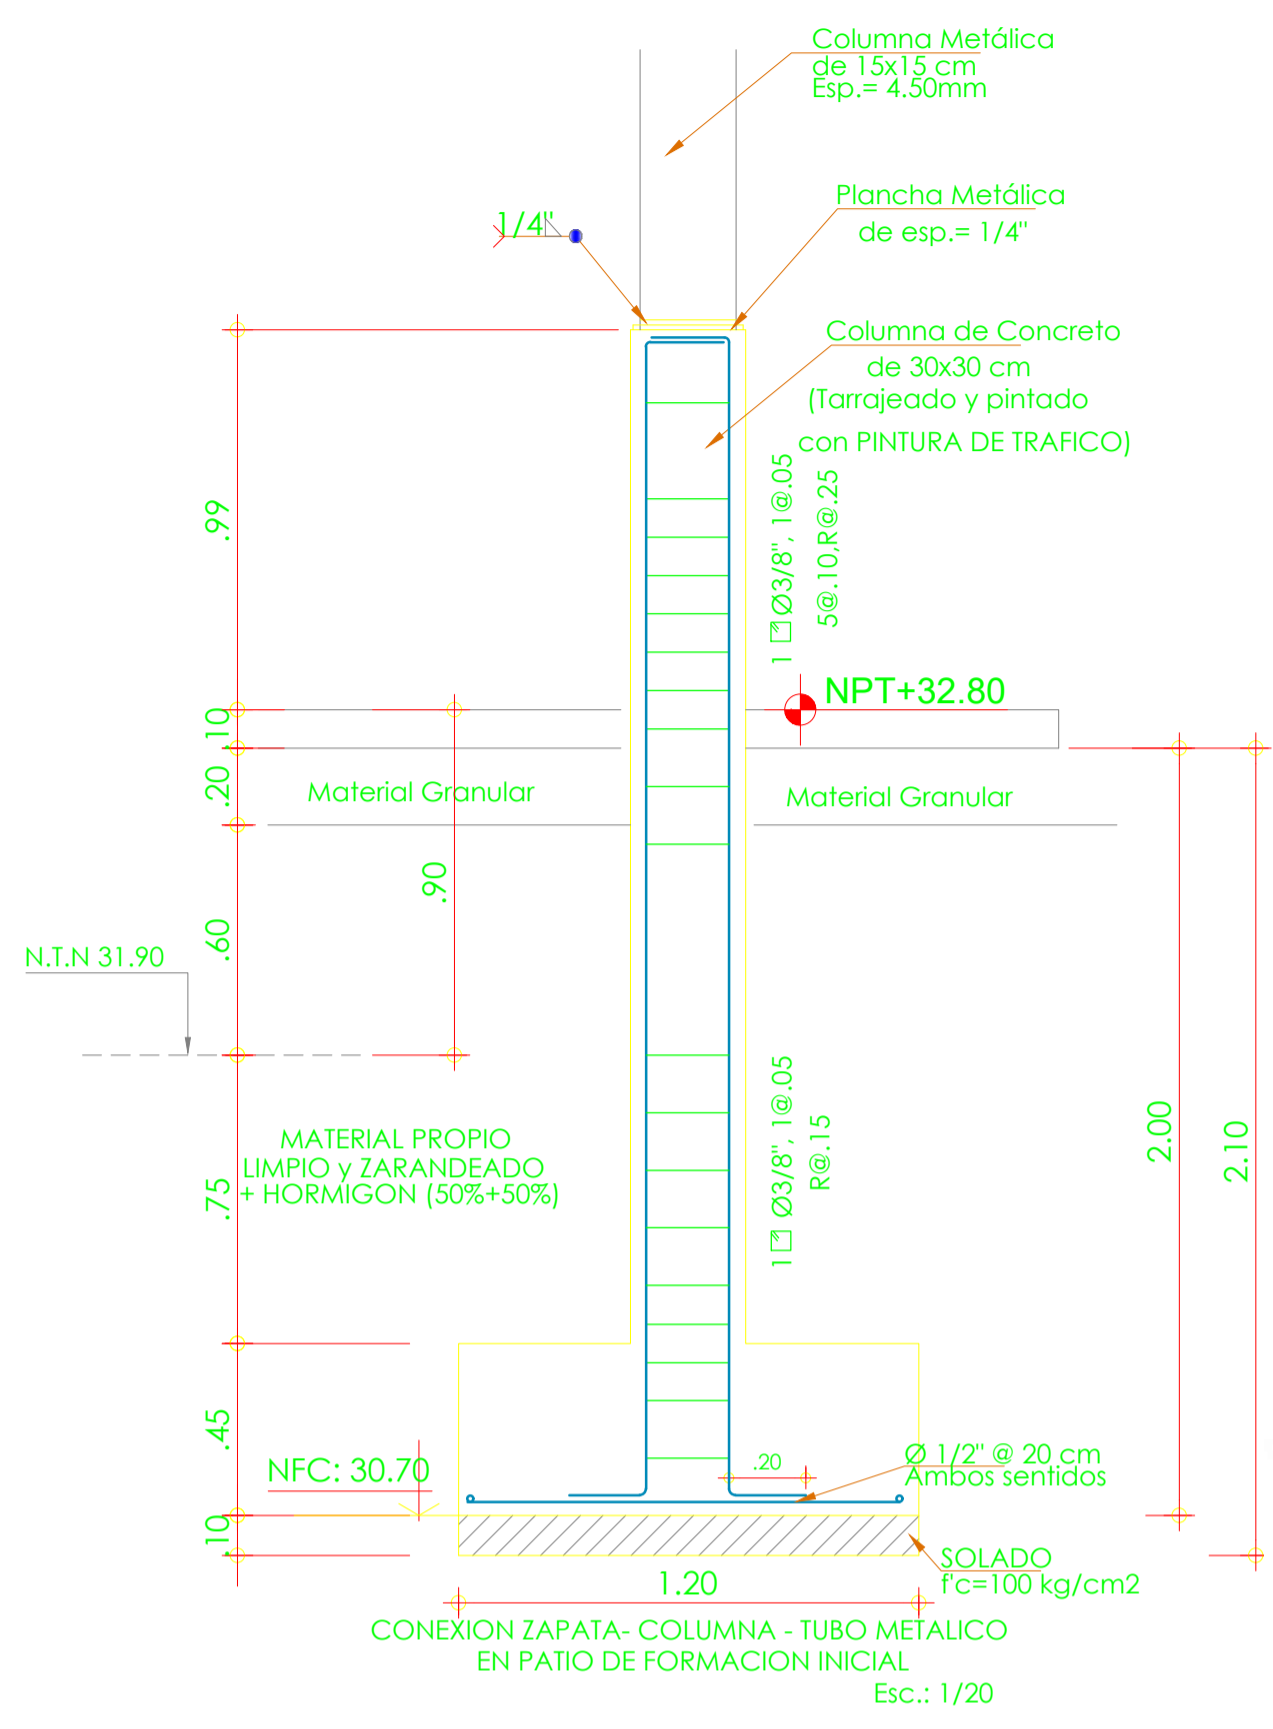 Columna Metálica
de 15x15 cm
Esp.= 4.50mm
Plancha Metálica
de esp.= 1/4"
1/4"
Columna de Concreto
de 30x30 cm
(Tarrajeado y pintado
con PINTURA DE TRAFICO)
1 Ø3/8", 1@.05
5@.10,R@.25
.99
NPT+32.80
.10
.20
Material Granular
Material Granular
.90
.60
N.T.N 31.90
MATERIAL PROPIO
LIMPIO y ZARANDEADO
+ HORMIGON (50%+50%)
.75
1 Ø3/8", 1@.05
R@.15
2.00
2.10
.45
NFC: 30.70
.20
Ø 1/2" @ 20 cm
Ambos sentidos
.10
SOLADO
f'c=100 kg/cm2
1.20
CONEXION ZAPATA- COLUMNA - TUBO METALICO
EN PATIO DE FORMACION INICIAL
Esc.: 1/20